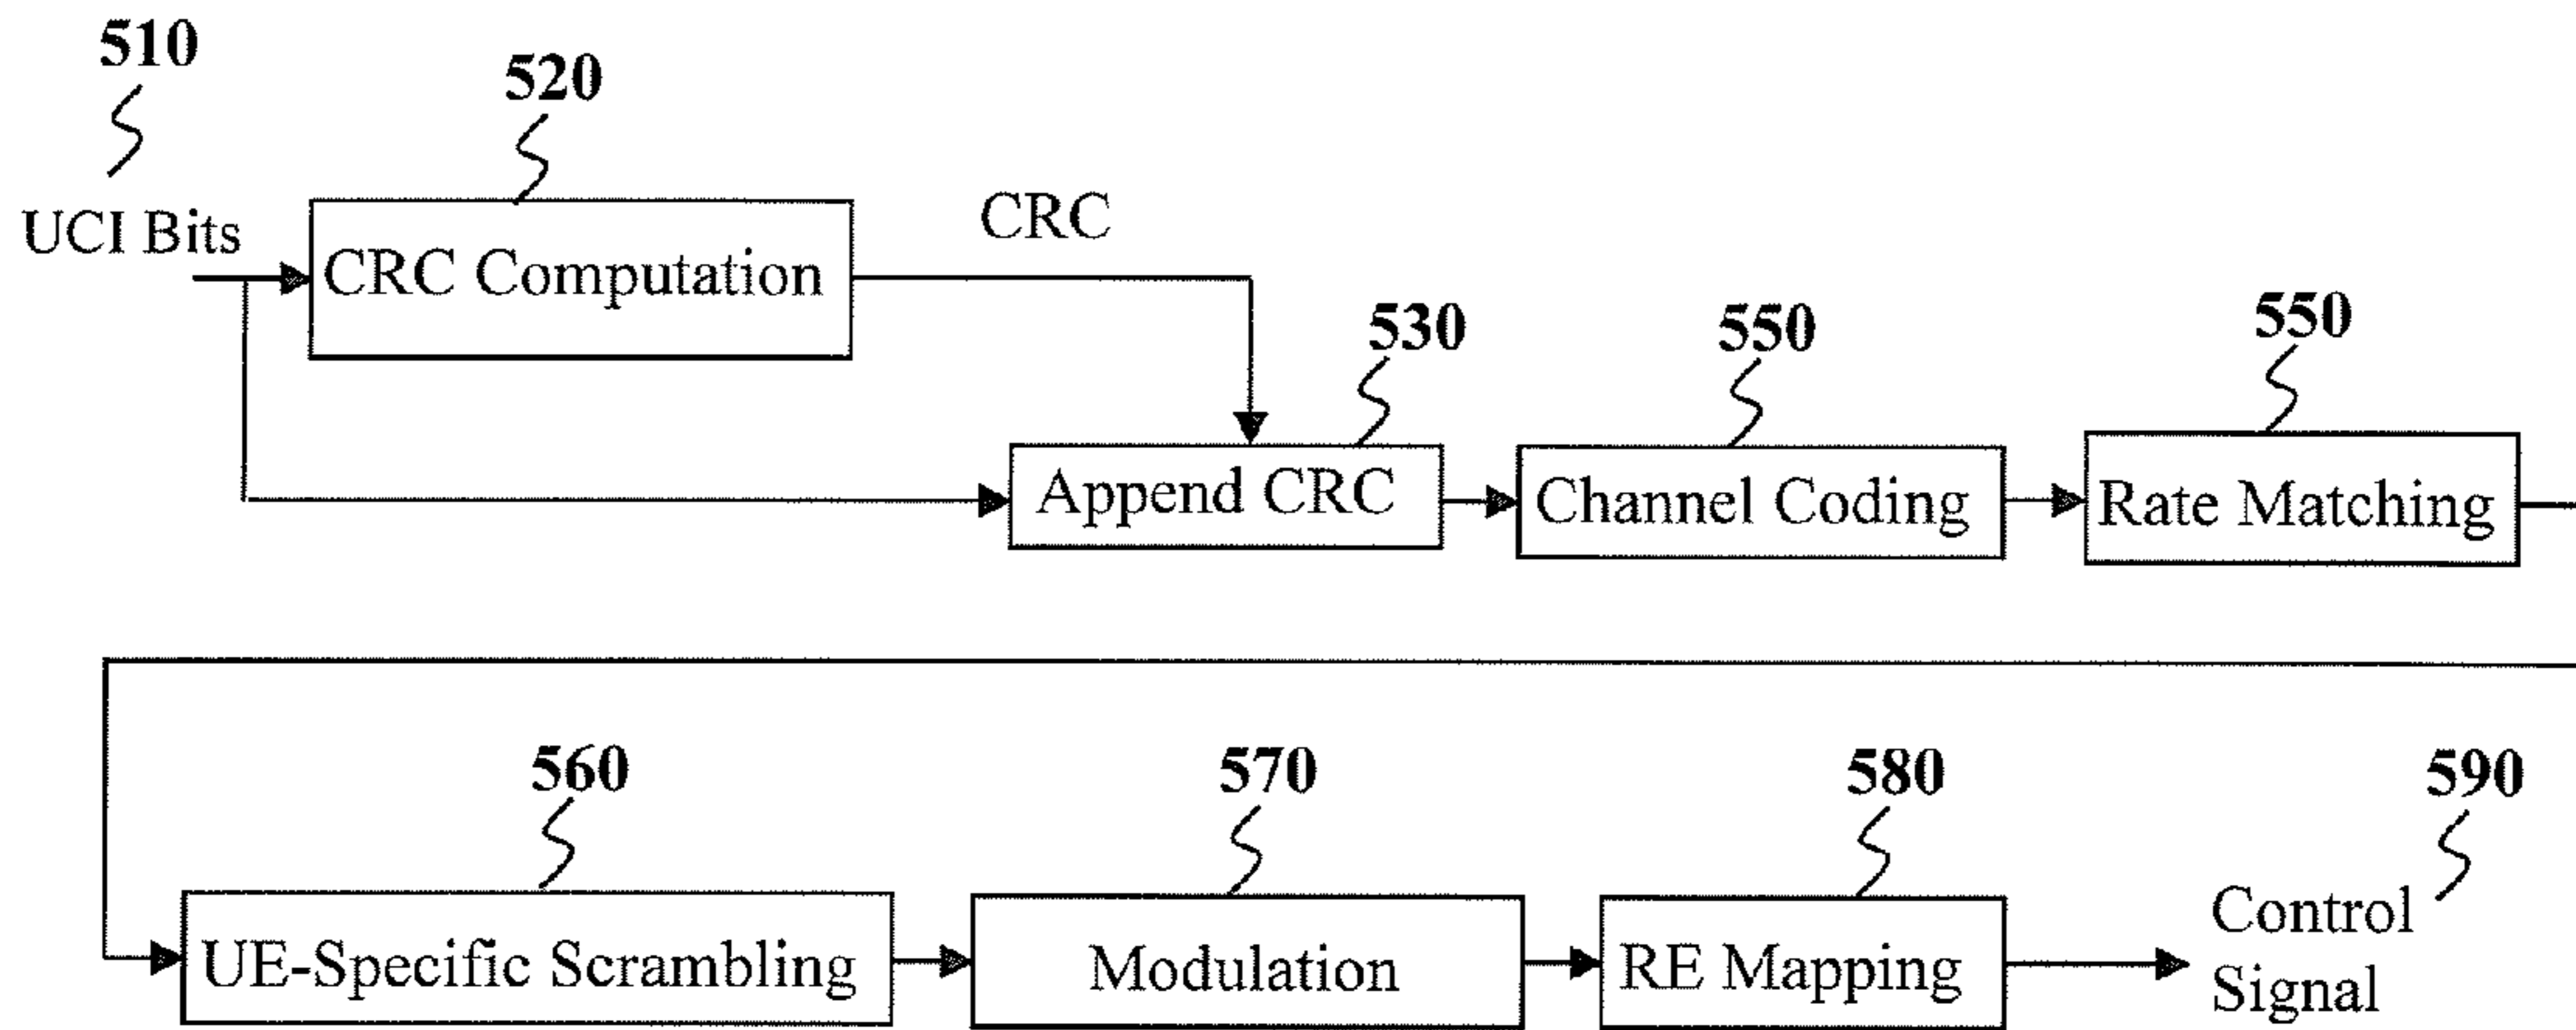 510
520
UCI Bits
CRC Computation
CRC
530
550
550
Append CRC
Channel Coding
Rate Matching
560
570
580
590
UE-Specific Scrambling
Modulation
RE Mapping
Control
Signal